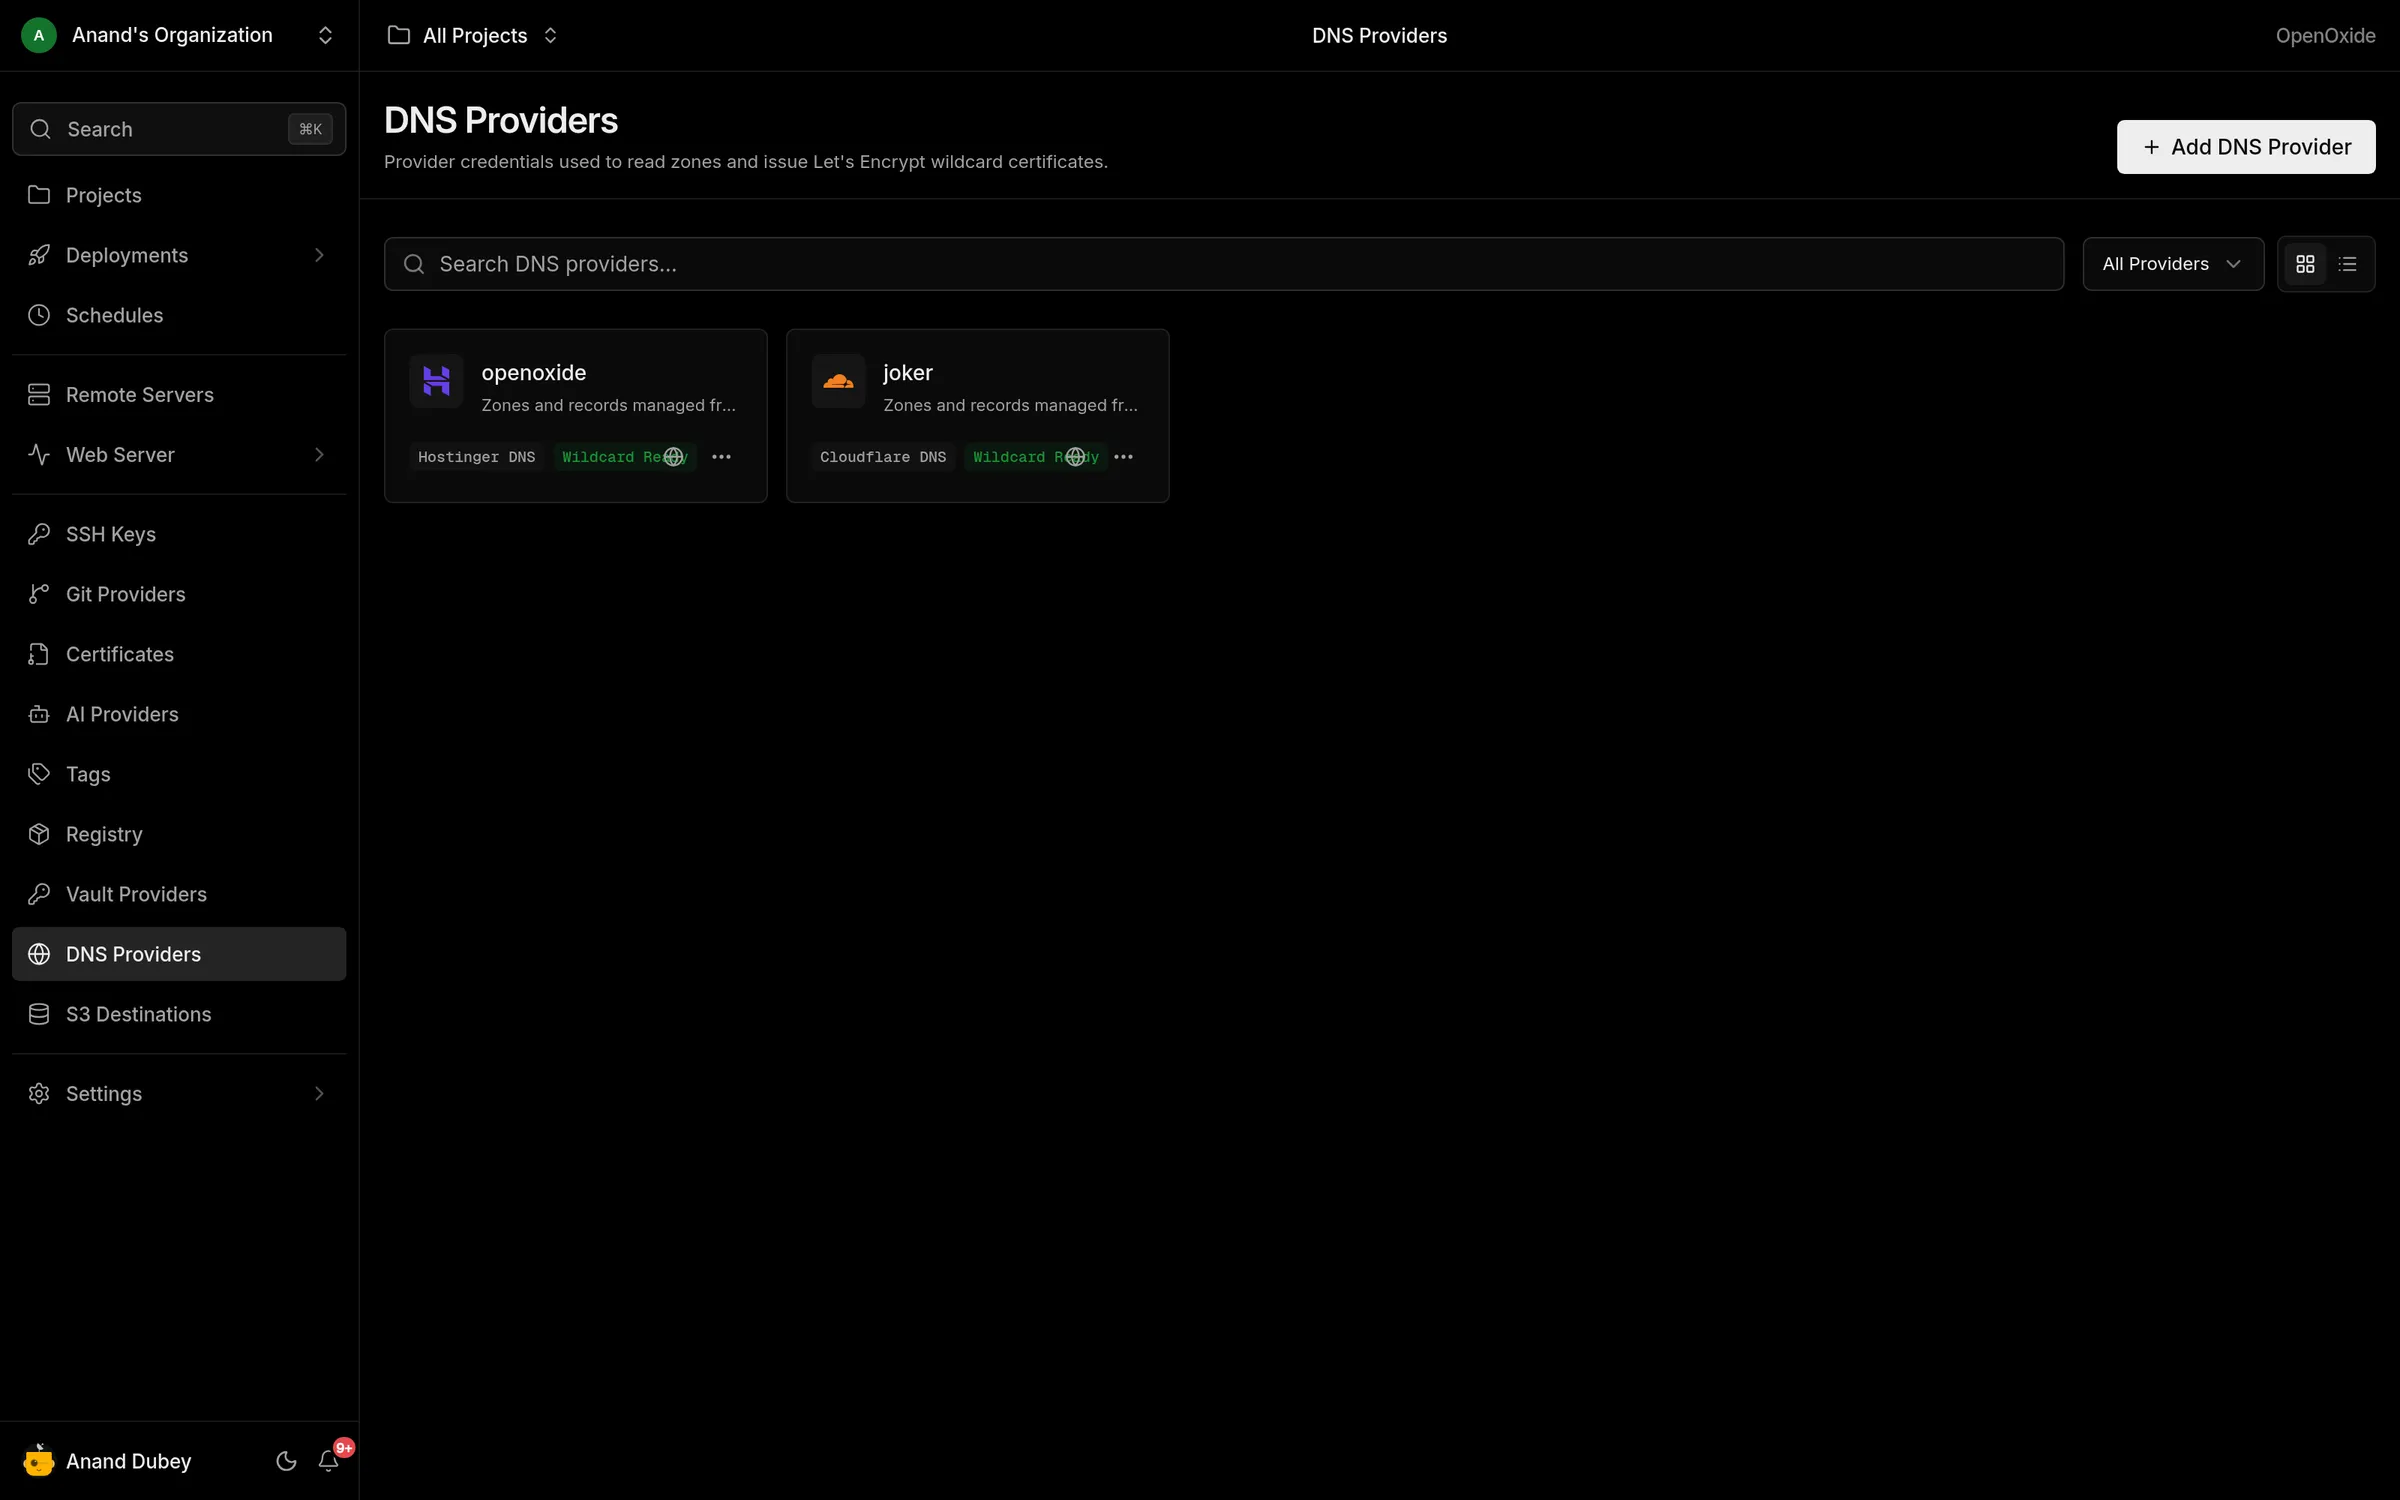 A Anand's Organization
All Projects
DNS Providers
OpenOxide
Search ⌘K
Projects
Deployments
Schedules
Remote Servers
Web Server
SSH Keys
Git Providers
Certificates
AI Providers
Tags
Registry
Vault Providers
DNS Providers
S3 Destinations
Settings
Anand Dubey
9+
DNS Providers
Provider credentials used to read zones and issue Let's Encrypt wildcard certificates.
+ Add DNS Provider
Search DNS providers...
All Providers
openoxide
Zones and records managed fr...
Hostinger DNS Wildcard Ready
joker
Zones and records managed fr...
Cloudflare DNS Wildcard Ready